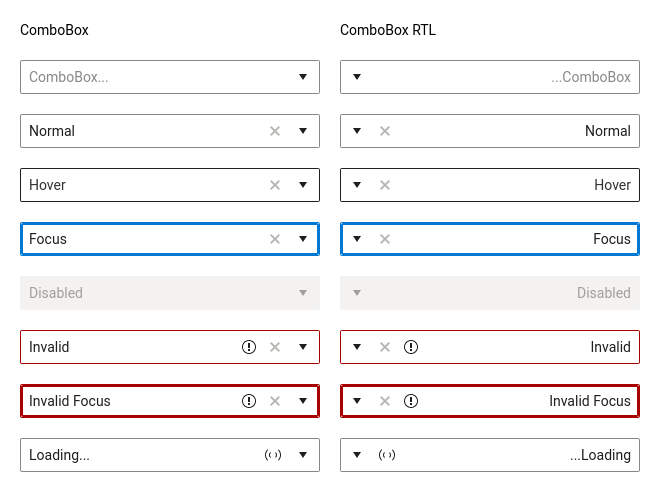 ComboBox
ComboBox RTL
ComboBox...
...ComboBox
Normal
Normal
Hover
Hover
Focus
Focus
Disabled
Disabled
Invalid
Invalid
Invalid Focus
Invalid Focus
Loading...
...Loading